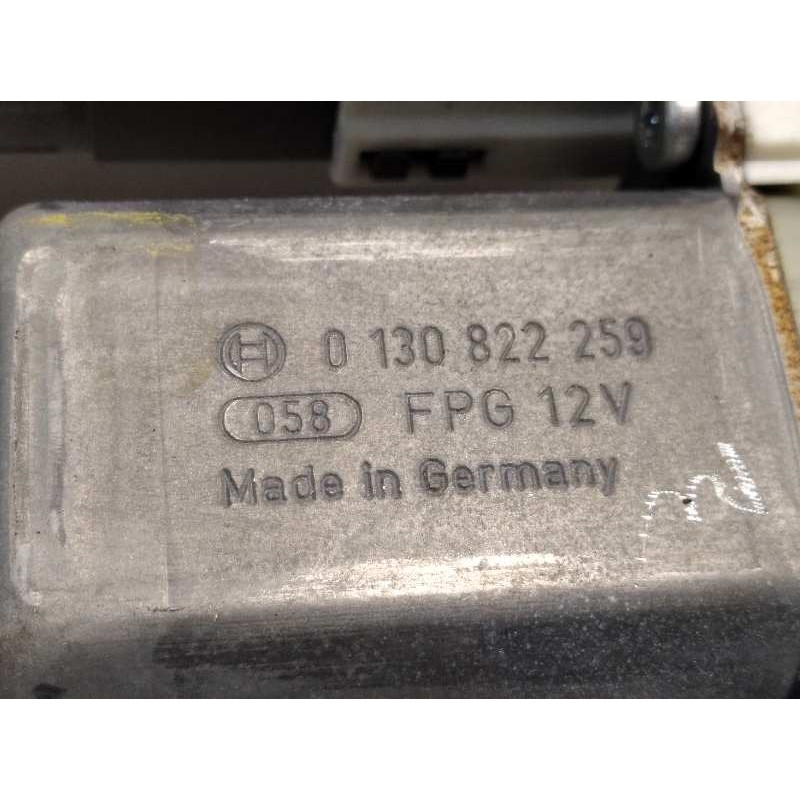 0 130 822 259
058 FPG 12V
Made in Germany